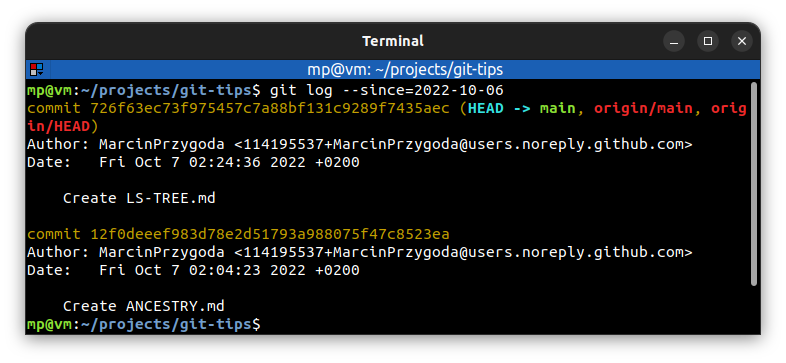 Terminal
mp@vm: ~/projects/git-tips
mp@vm:~/projects/git-tips$ git log --since=2022-10-06
commit 726f63ec73f975457c7a88bf131c9289f7435aec (HEAD -> main, origin/main, orig
in/HEAD)
Author: MarcinPrzygoda <114195537+MarcinPrzygoda@users.noreply.github.com>
Date:   Fri Oct 7 02:24:36 2022 +0200
    Create LS-TREE.md
commit 12f0deeef983d78e2d51793a988075f47c8523ea
Author: MarcinPrzygoda <114195537+MarcinPrzygoda@users.noreply.github.com>
Date:   Fri Oct 7 02:04:23 2022 +0200
    Create ANCESTRY.md
mp@vm:~/projects/git-tips$